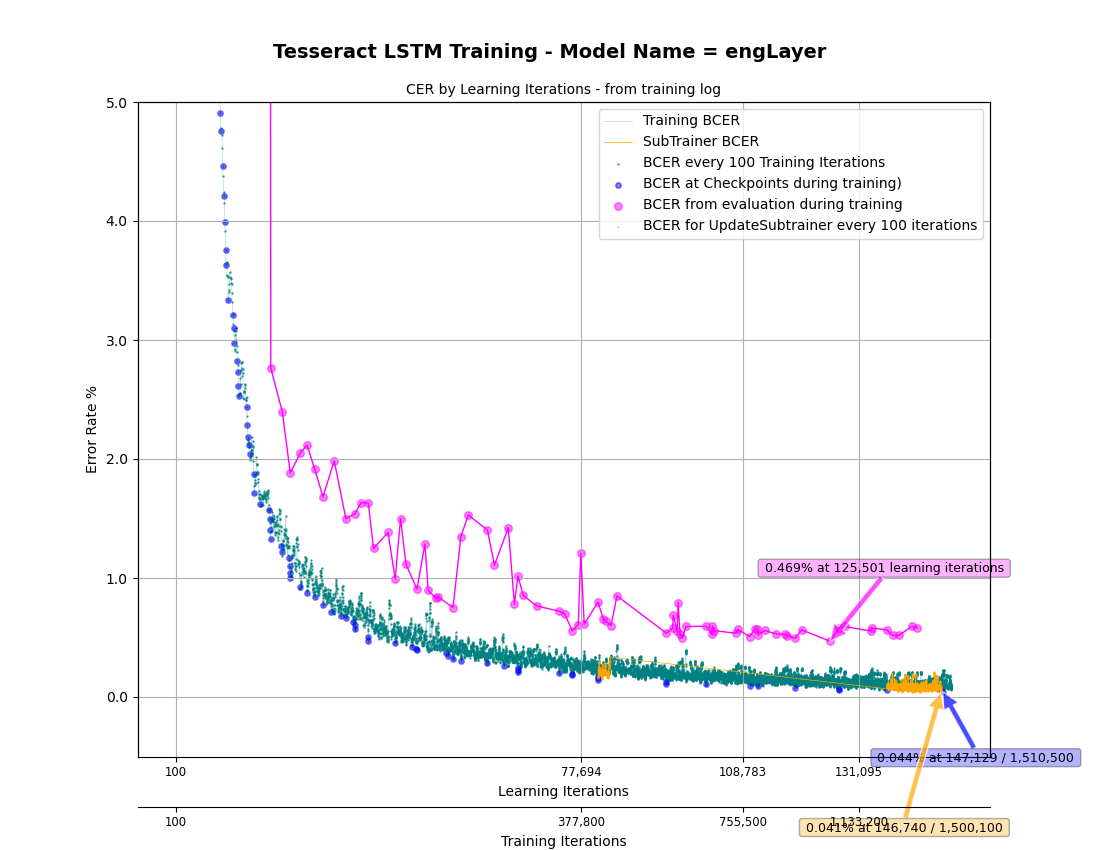 Tesseract LSTM Training - Model Name = engLayer
CER by Learning Iterations - from training log
5.0
4.0
3.0
2.0
1.0
0.0
Error Rate %
Training BCER
SubTrainer BCER
BCER every 100 Training Iterations
BCER at Checkpoints during training)
BCER from evaluation during training
BCER for UpdateSubtrainer every 100 iterations
0.469% at 125,501 learning iterations
0.044% at 147,129 / 1,510,500
100
77,694
108,783
131,095
Learning Iterations
100
377,800
755,500
1,133,200
0.041% at 146,740 / 1,500,100
Training Iterations